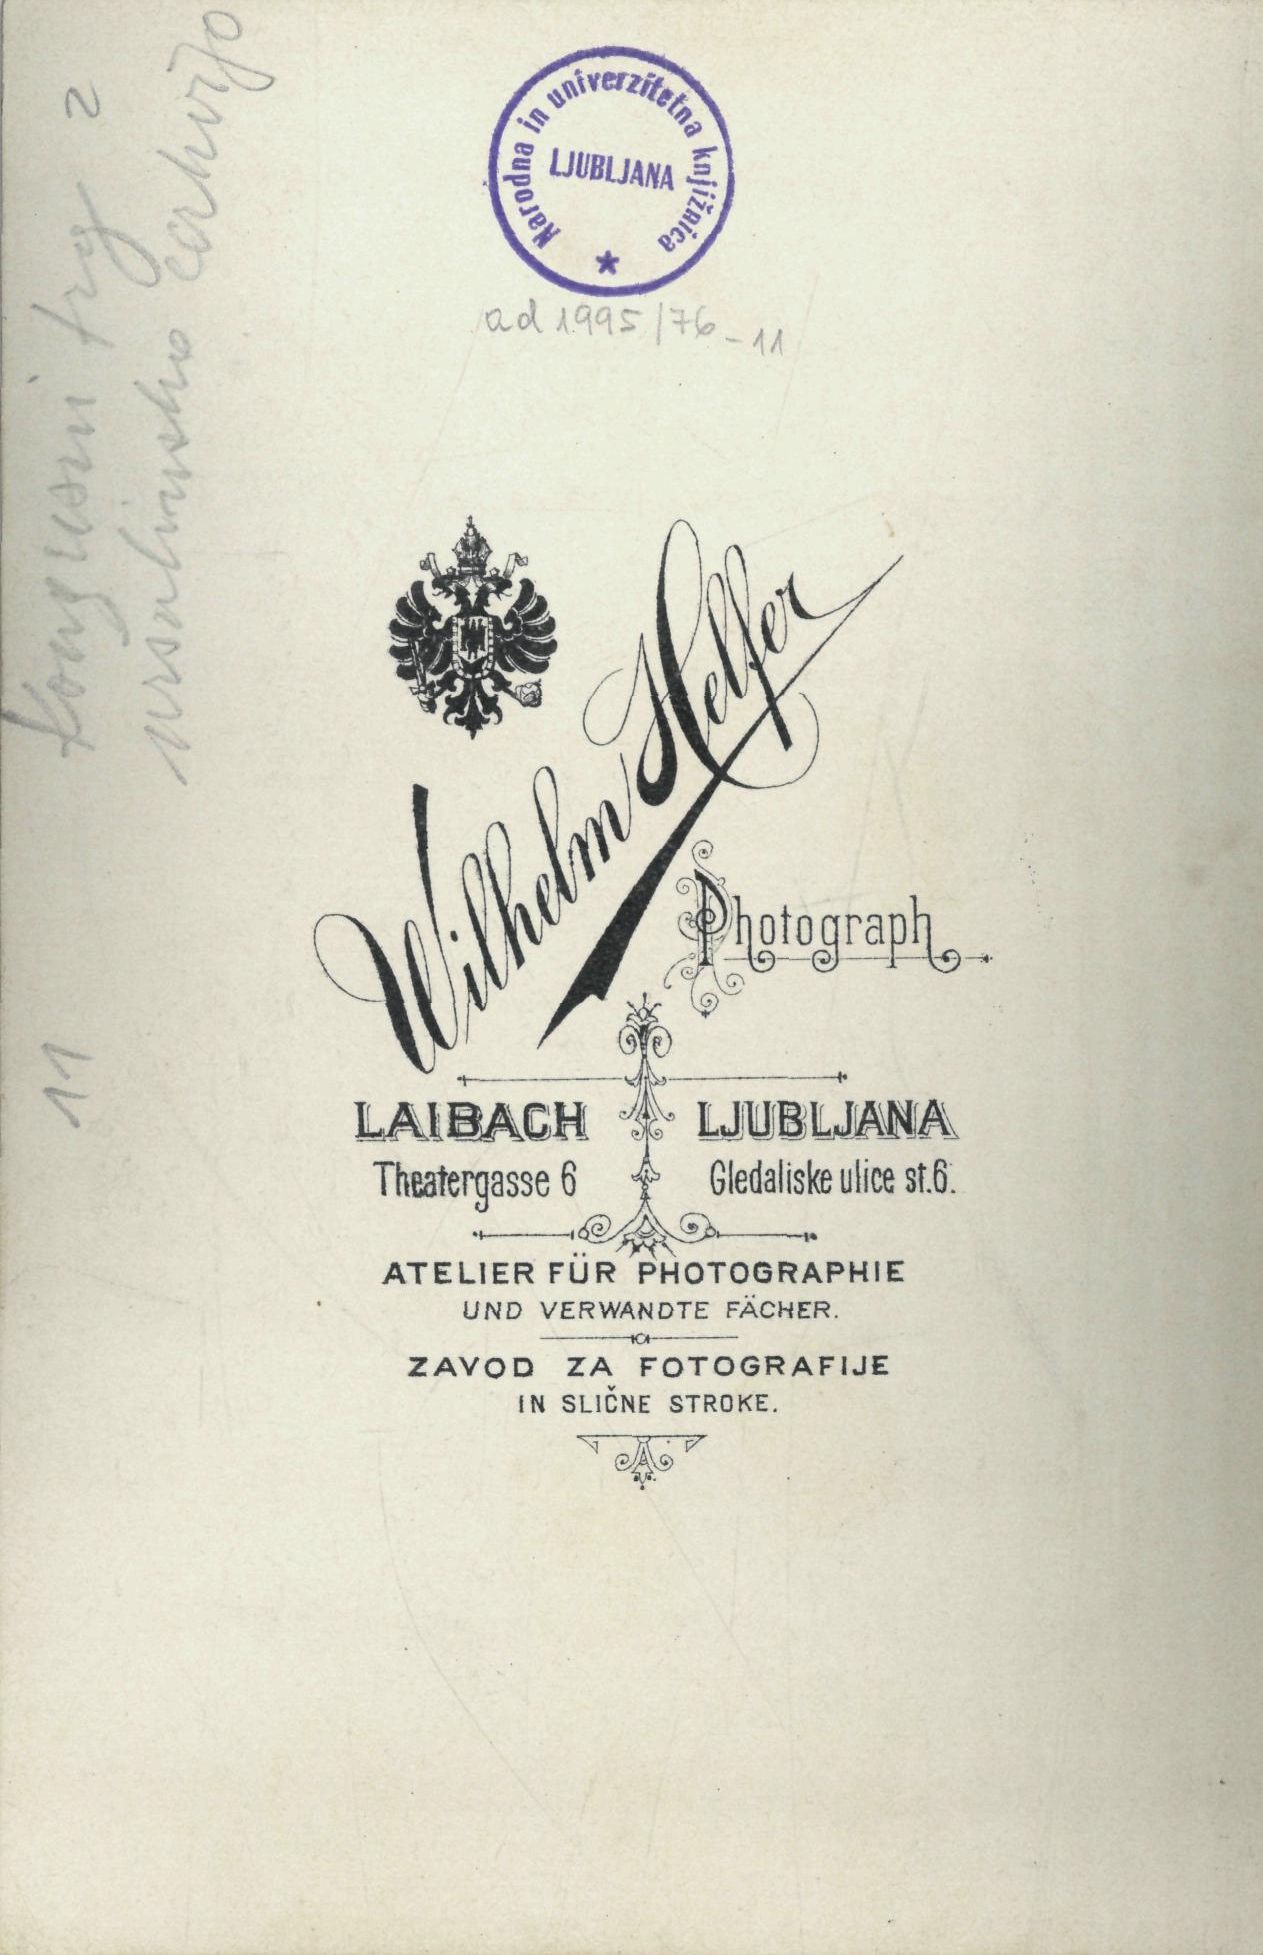 Narodna in univerzitetna knjižnica
LJUBLJANA
ad 1995/76-11
Kongresni trg z
uršulinsko cerkvijo
11
Wilhelm Helfer
Photograph
LAIBACH LJUBLJANA
Theatergasse 6 Gledaliske ulice st.6.
ATELIER FÜR PHOTOGRAPHIE
UND VERWANDTE FÄCHER.
ZAVOD ZA FOTOGRAFIJE
IN SLIČNE STROKE.